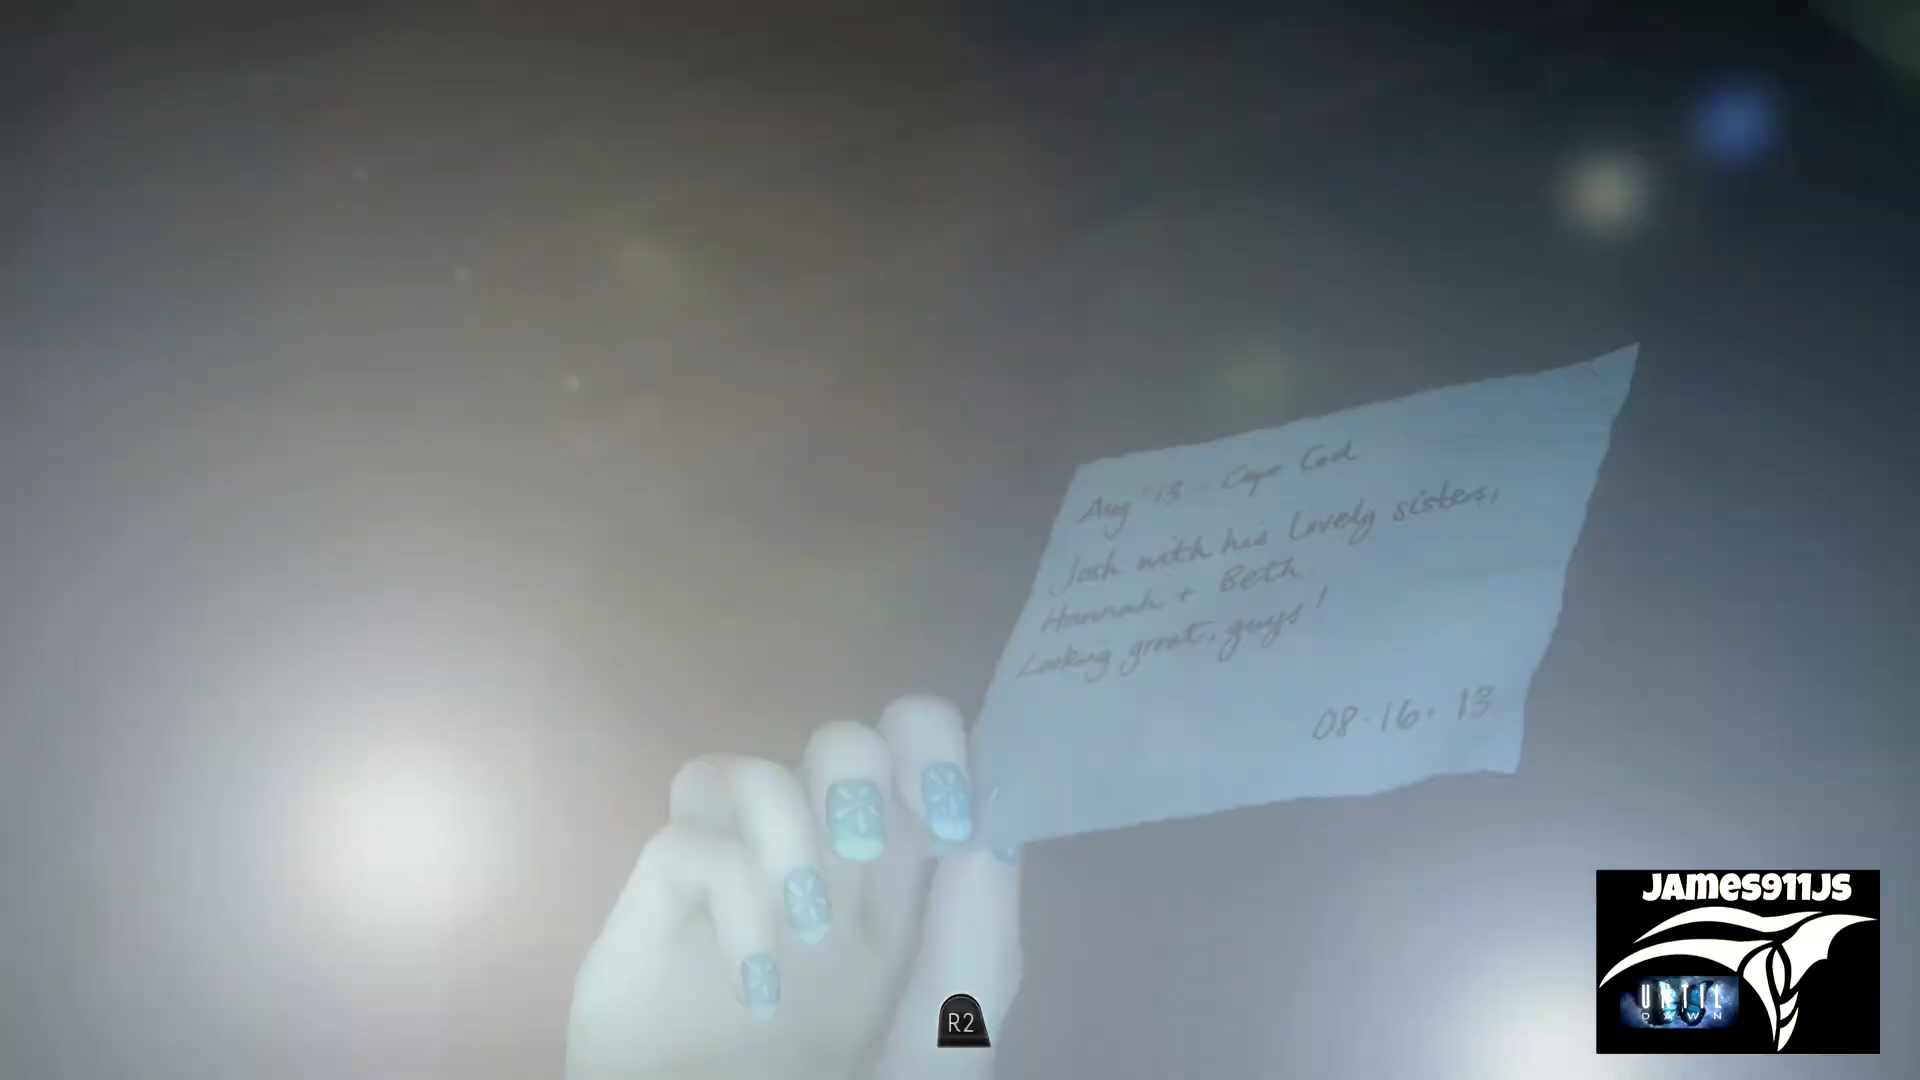 Aug '13 - Cape Cod
Josh with his lovely sisters,
Hannah + Beth.
Looking great, guys!
08.16.13
R2
JAMES911JS
UNTIL
DAWN